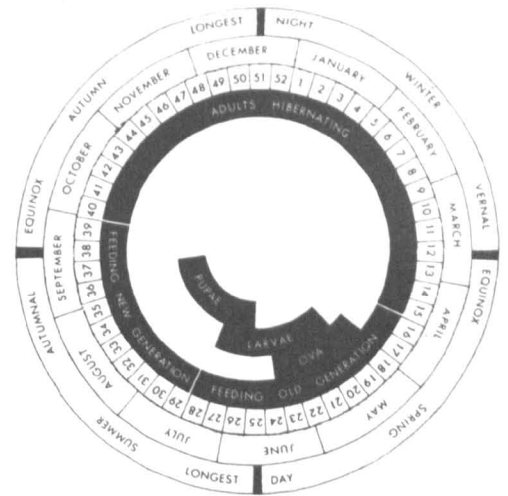 LONGEST NIGHT
WINTER
VERNAL EQUINOX
SPRING
LONGEST DAY
SUMMER
AUTUMNAL EQUINOX
AUTUMN
JANUARY
FEBRUARY
MARCH
APRIL
MAY
JUNE
JULY
AUGUST
SEPTEMBER
OCTOBER
NOVEMBER
DECEMBER
1 2 3 4 5 6 7 8 9 10 11 12 13 14 15 16 17 18 19 20 21 22 23 24 25 26 27 28 29 30 31 32 33 34 35 36 37 38 39 40 41 42 43 44 45 46 47 48 49 50 51 52
ADULTS HIBERNATING
FEEDING OLD GENERATION
FEEDING NEW GENERATION
OVA
LARVAE
PUPAE